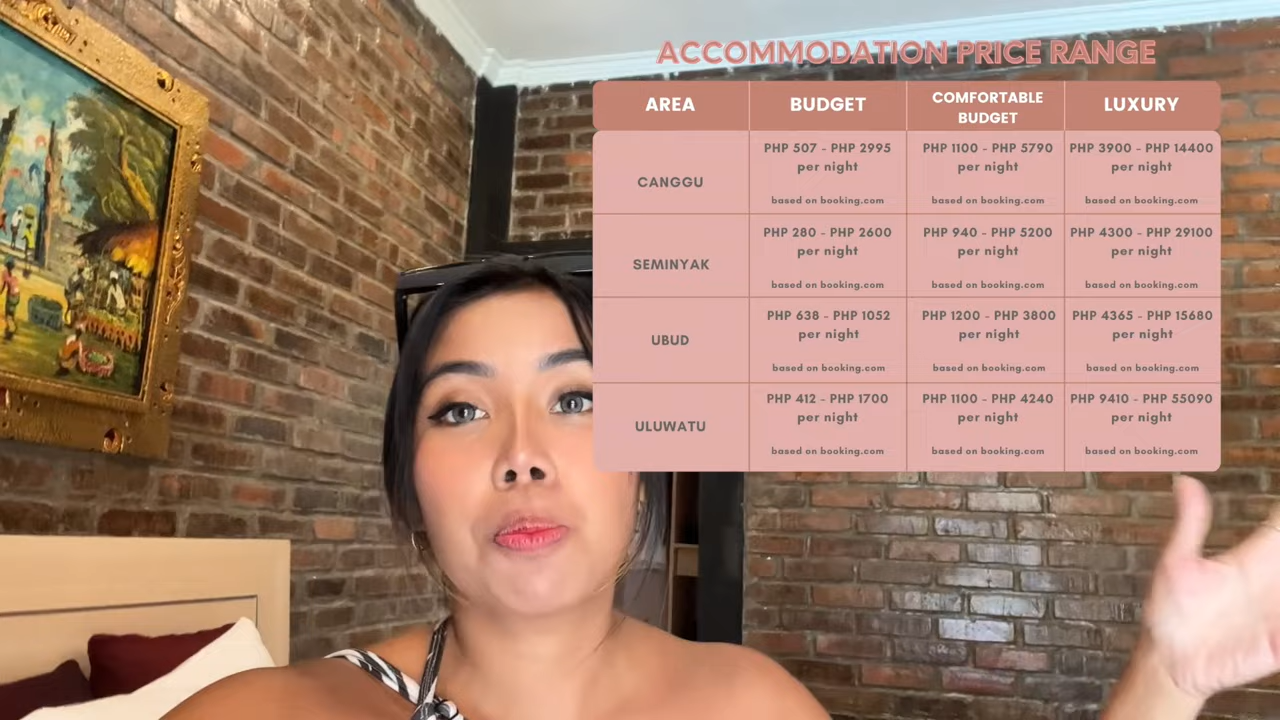 ACCOMMODATION PRICE RANGE
AREA
BUDGET
COMFORTABLE
BUDGET
LUXURY
CANGGU
PHP 507 - PHP 2995
per night
based on booking.com
PHP 1100 - PHP 5790
per night
based on booking.com
PHP 3900 - PHP 14400
per night
based on booking.com
SEMINYAK
PHP 280 - PHP 2600
per night
based on booking.com
PHP 940 - PHP 5200
per night
based on booking.com
PHP 4300 - PHP 29100
per night
based on booking.com
UBUD
PHP 638 - PHP 1052
per night
based on booking.com
PHP 1200 - PHP 3800
per night
based on booking.com
PHP 4365 - PHP 15680
per night
based on booking.com
ULUWATU
PHP 412 - PHP 1700
per night
based on booking.com
PHP 1100 - PHP 4240
per night
based on booking.com
PHP 9410 - PHP 55090
per night
based on booking.com